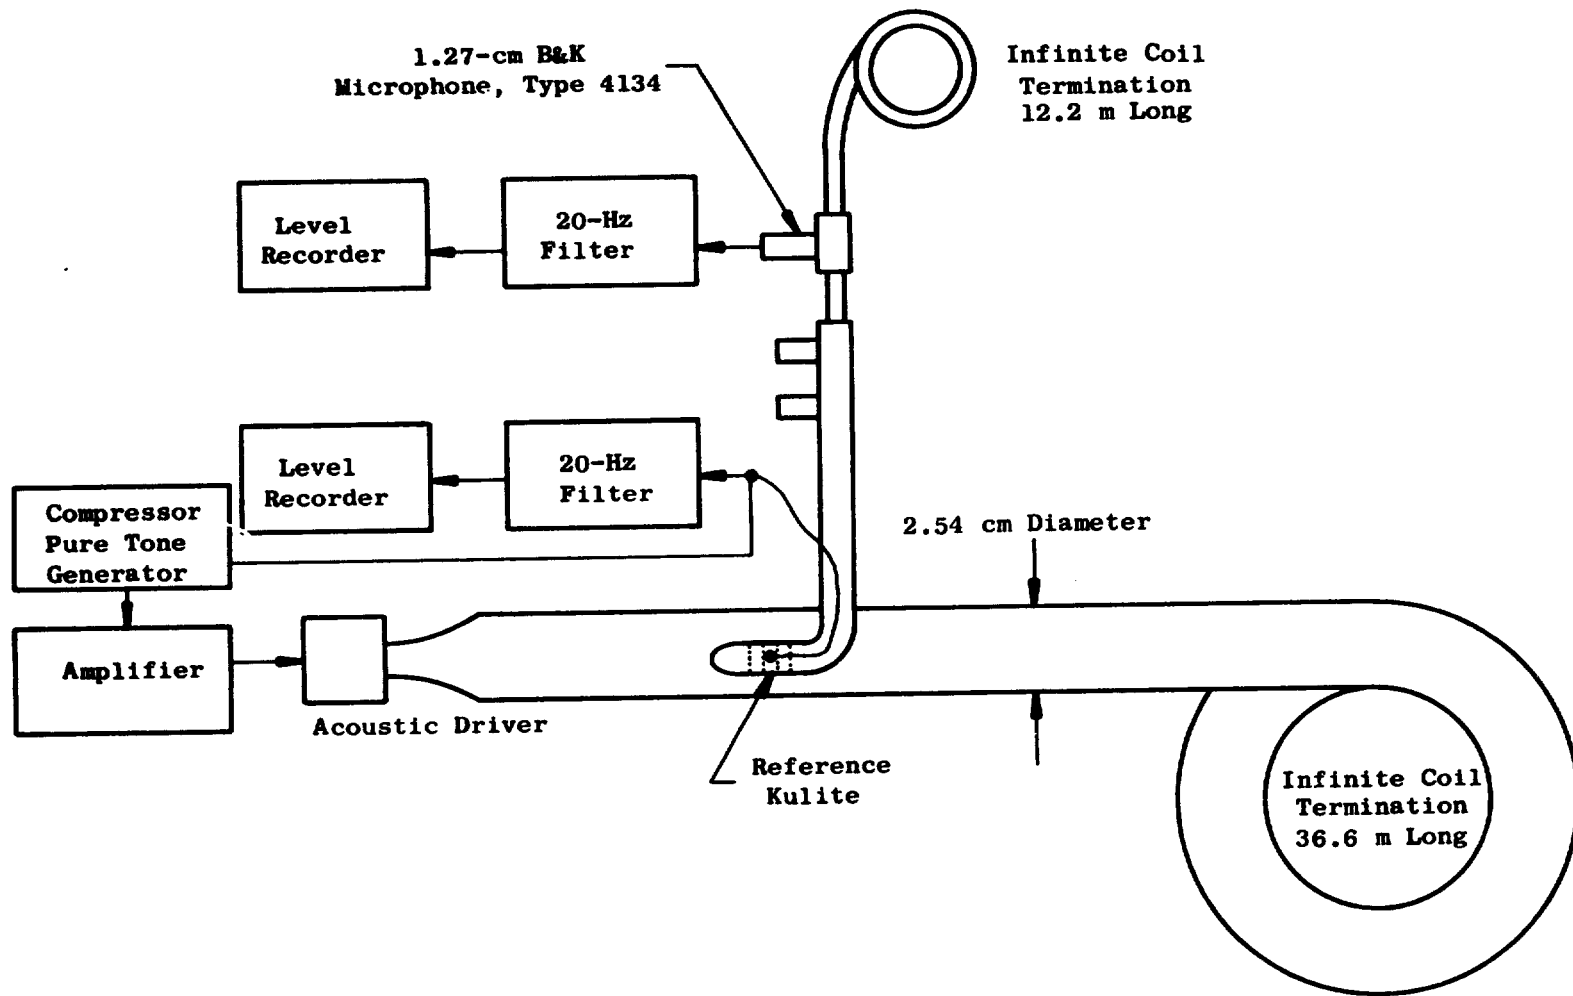 1.27-cm B&K
Microphone, Type 4134
Infinite Coil
Termination
12.2 m Long
Level
Recorder
20-Hz
Filter
Level
Recorder
20-Hz
Filter
Compressor
Pure Tone
Generator
2.54 cm Diameter
Amplifier
Acoustic Driver
Reference
Kulite
Infinite Coil
Termination
36.6 m Long